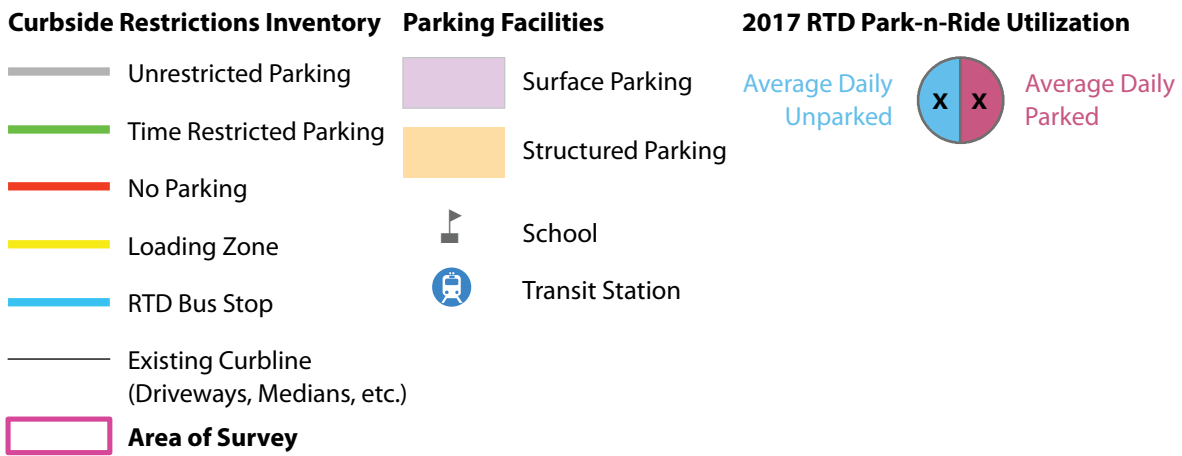 Curbside Restrictions Inventory
Unrestricted Parking
Time Restricted Parking
No Parking
Loading Zone
RTD Bus Stop
Existing Curbline
(Driveways, Medians, etc.)
Area of Survey
Parking Facilities
Surface Parking
Structured Parking
School
Transit Station
2017 RTD Park-n-Ride Utilization
Average Daily
Unparked
X X
Average Daily
Parked